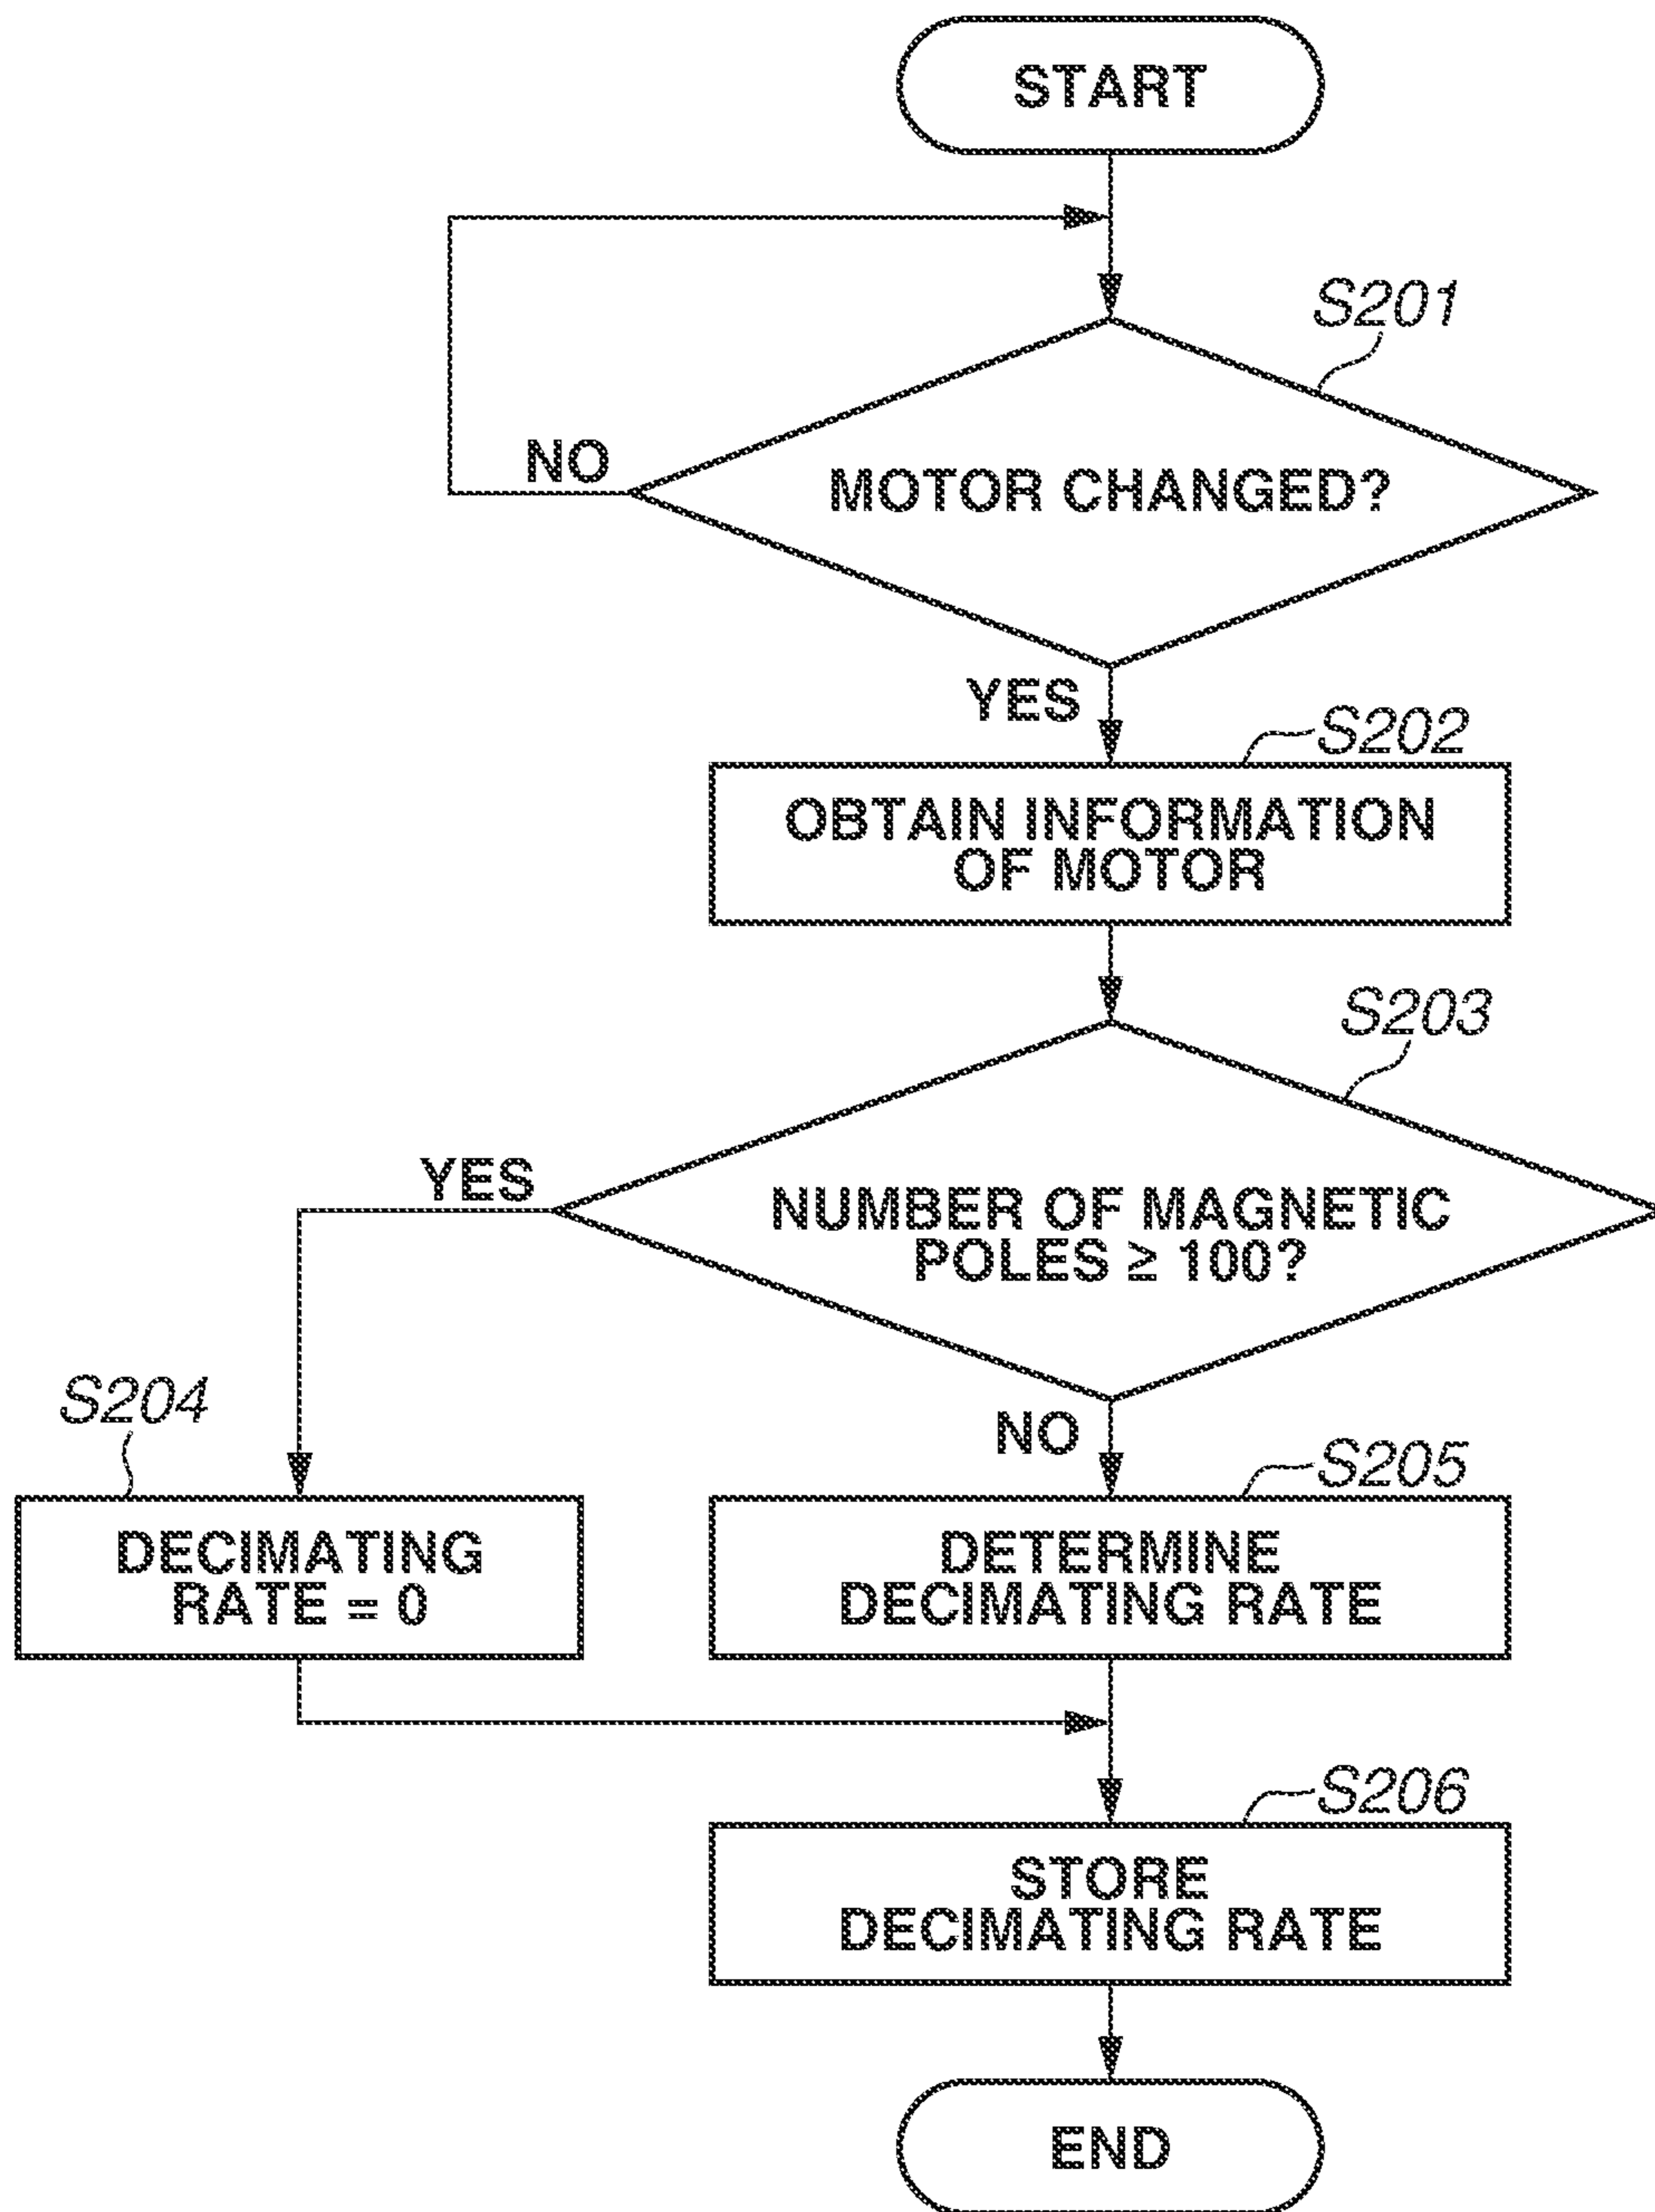 START
S201
NO
MOTOR CHANGED?
YES
S202
OBTAIN INFORMATION
OF MOTOR
S203
YES
NUMBER OF MAGNETIC
POLES ≥ 100?
S204
NO
S205
DECIMATING
RATE = 0
DETERMINE
DECIMATING RATE
S206
STORE
DECIMATING RATE
END